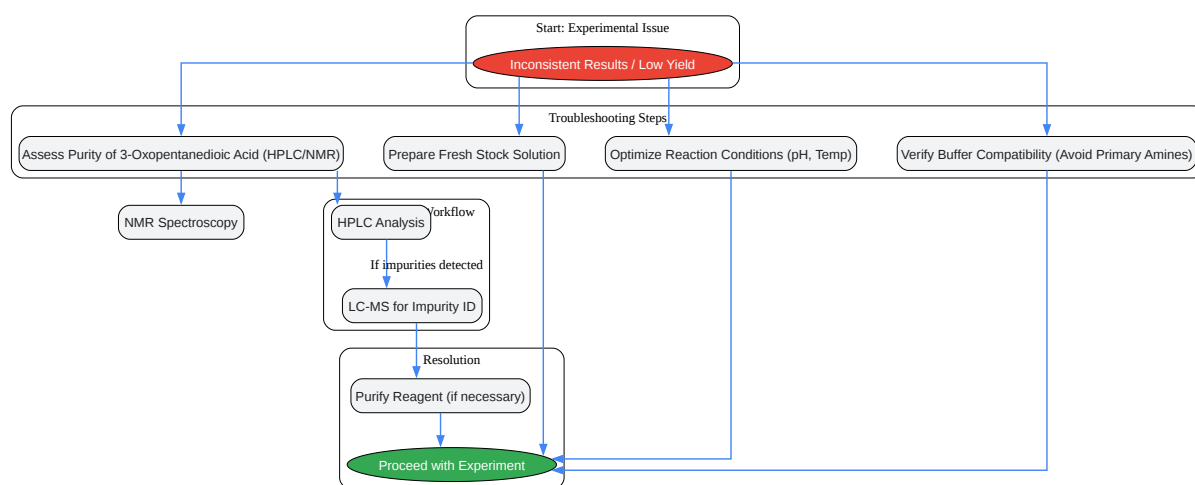 Start: Experimental Issue
Inconsistent Results / Low Yield
Troubleshooting Steps
Assess Purity of 3-Oxopentanedioic Acid (HPLC/NMR)
Prepare Fresh Stock Solution
Optimize Reaction Conditions (pH, Temp)
Verify Buffer Compatibility (Avoid Primary Amines)
NMR Spectroscopy
HPLC Analysis
If impurities detected
LC-MS for Impurity ID
Resolution
Purify Reagent (if necessary)
Proceed with Experiment